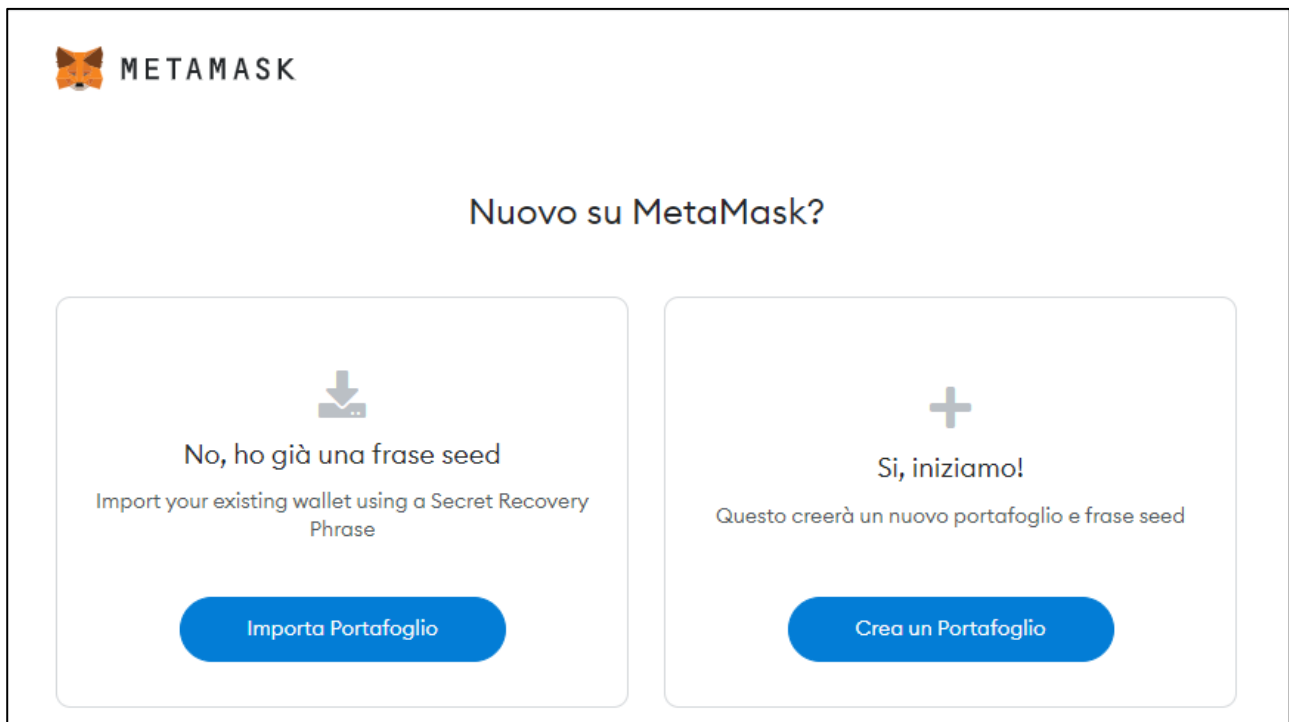 METAMASK
Nuovo su MetaMask?
No, ho già una frase seed
Import your existing wallet using a Secret Recovery
Phrase
Importa Portafoglio
Si, iniziamo!
Questo creerà un nuovo portafoglio e frase seed
Crea un Portafoglio